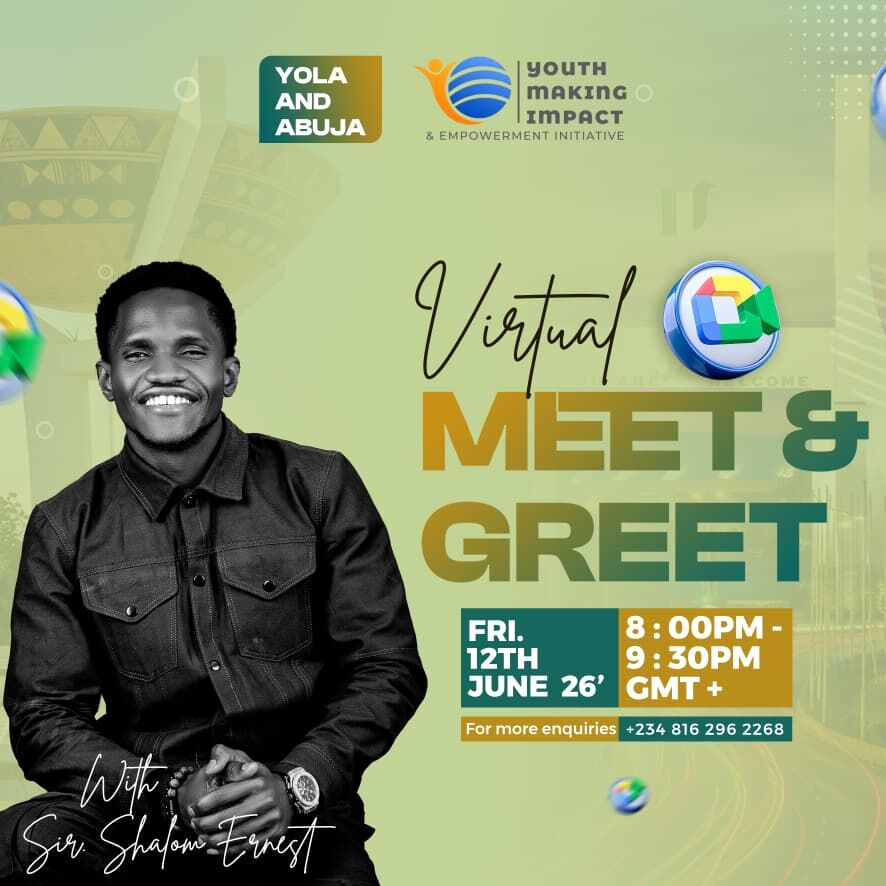 YOLA
AND
ABUJA
YOUTH
MAKING
IMPACT
& EMPOWERMENT INITIATIVE
Virtual
WELCOME
MEET &
GREET
FRI.
12TH
JUNE 26’
8 : 00PM -
9 : 30PM
GMT +
For more enquiries
+234 816 296 2268
With
Sir. Shalom Ernest